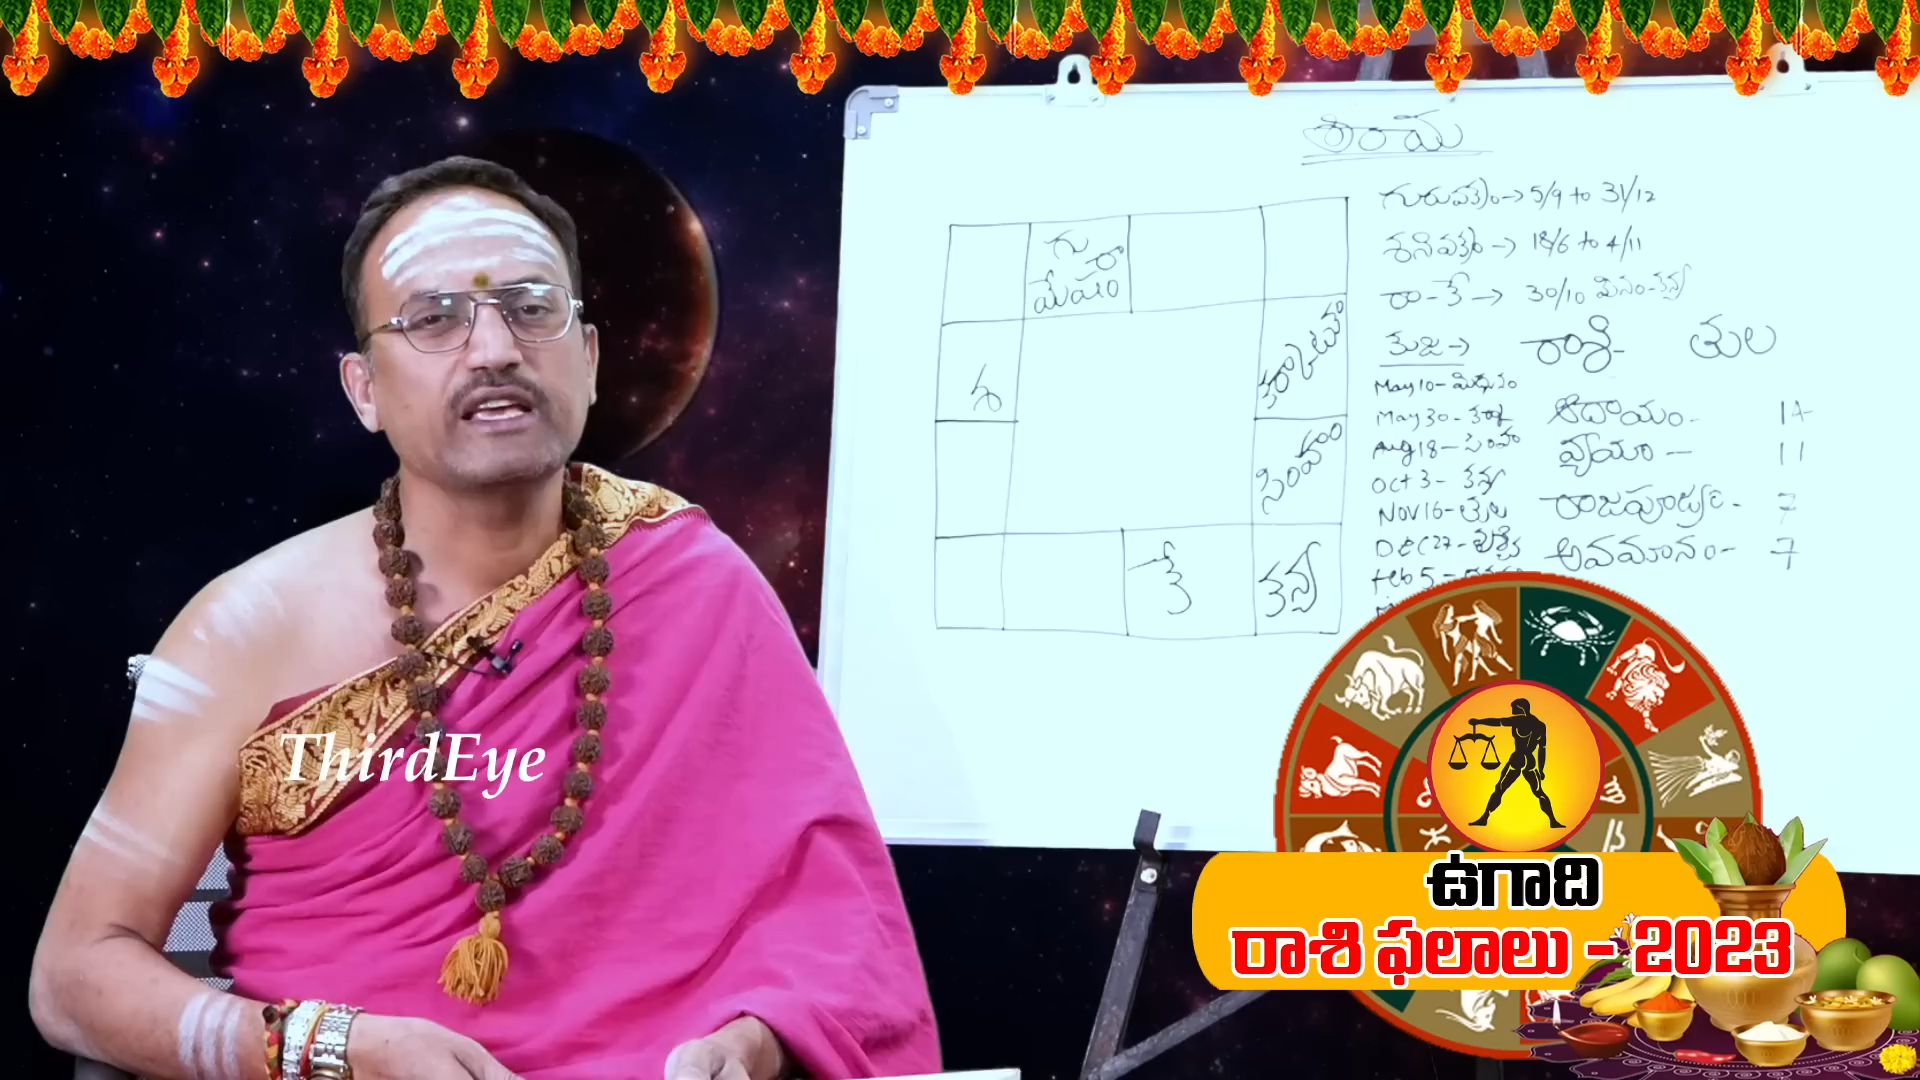 శ్రీరామ
గురువక్రం→ 5/9 to 31/12
శనివక్రం → 18/6 to 4/11
రా-కే → 30/10 మీనం-కన్య
కుజ→
రాశి- తుల
May 10- మిథునం
May 30- కర్కా
Aug 18- సింహం
Oct 3- కన్య
Nov 16- తుల
DEC 27-
Feb 5-
ఆదాయం- 14
వ్యయం- 11
రాజపూజ్యం- 7
అవమానం- 7
గు
రా
మేషం
శ
కర్కాటకం
సింహం
కే
కన్య
ThirdEye
ఉగాది
రాశి ఫలాలు - 2023